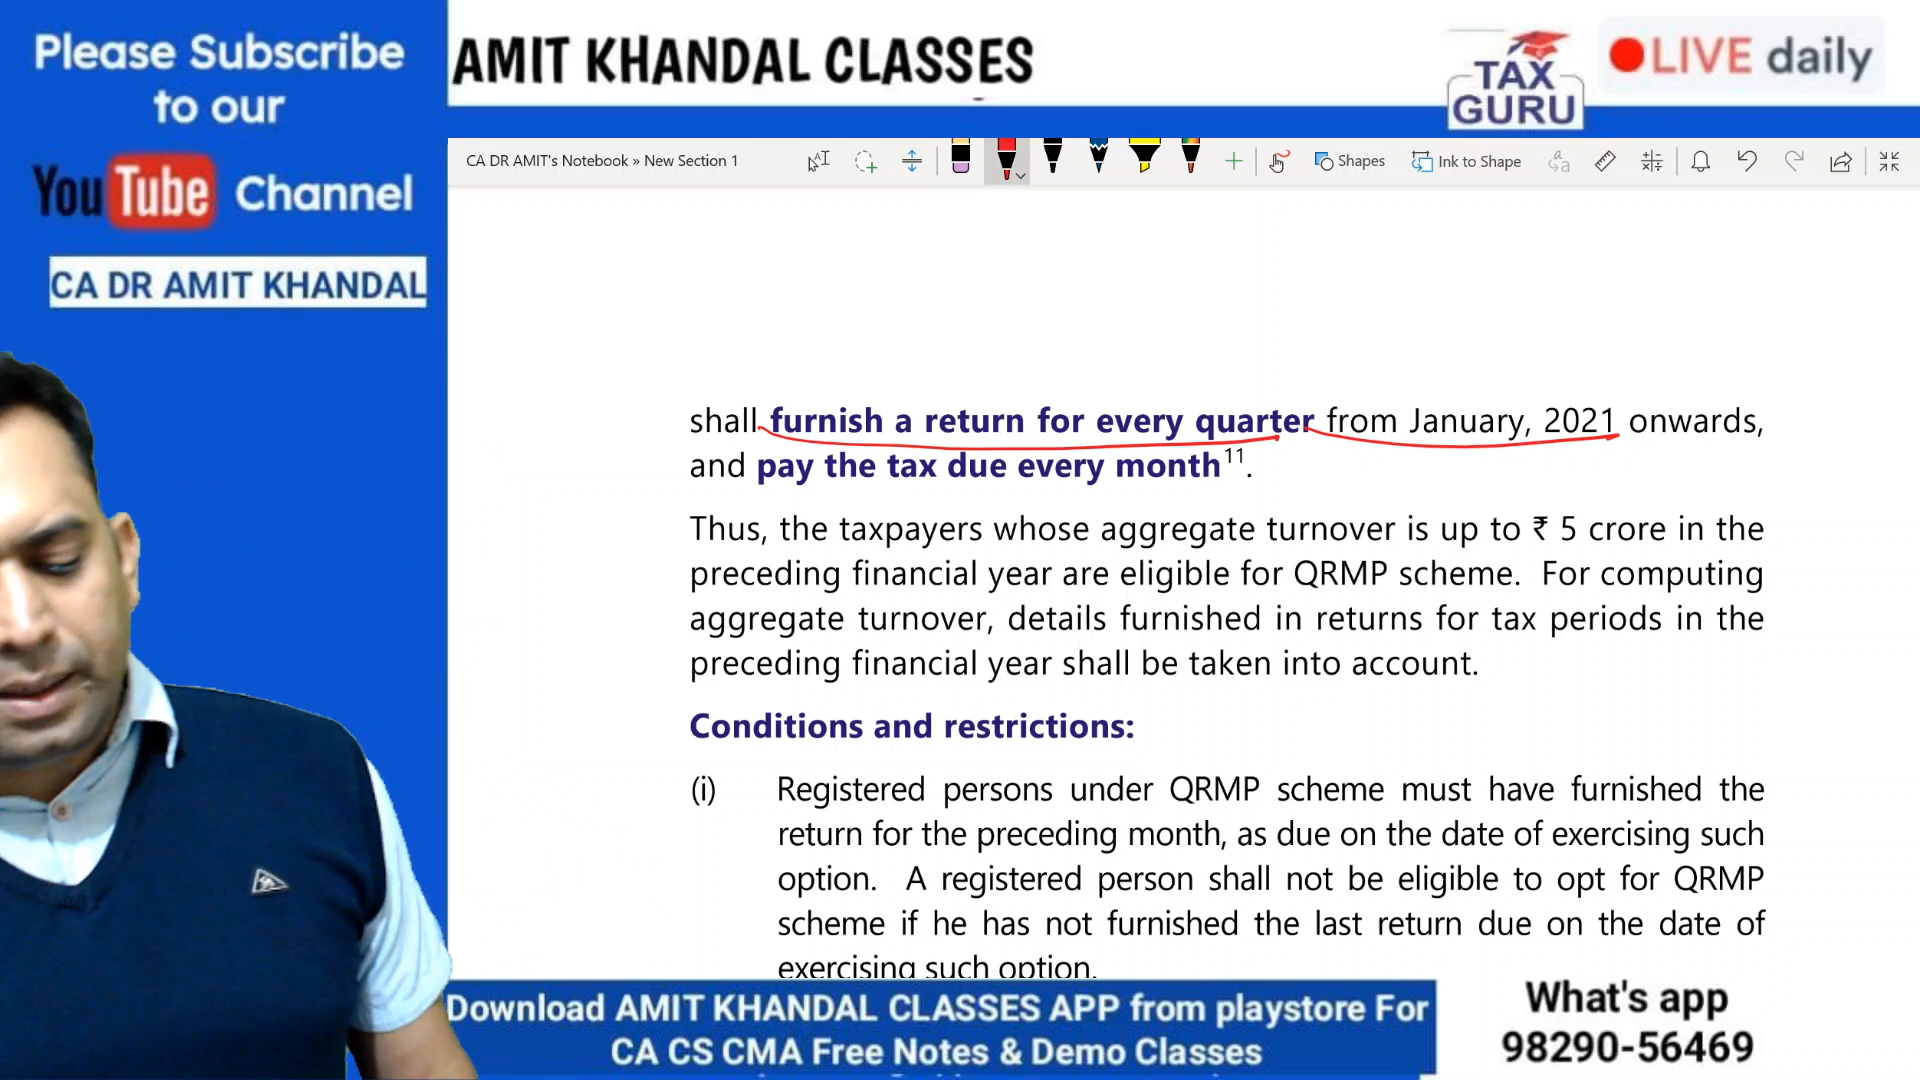 Please Subscribe
to our
YouTube Channel
CA DR AMIT KHANDAL
AMIT KHANDAL CLASSES
TAX
GURU
LIVE daily
CA DR AMIT's Notebook » New Section 1
Shapes
Ink to Shape
shall furnish a return for every quarter from January, 2021 onwards,
and pay the tax due every month¹¹.
Thus, the taxpayers whose aggregate turnover is up to ₹ 5 crore in the
preceding financial year are eligible for QRMP scheme. For computing
aggregate turnover, details furnished in returns for tax periods in the
preceding financial year shall be taken into account.
Conditions and restrictions:
(i) Registered persons under QRMP scheme must have furnished the
return for the preceding month, as due on the date of exercising such
option. A registered person shall not be eligible to opt for QRMP
scheme if he has not furnished the last return due on the date of
exercising such option.
Download AMIT KHANDAL CLASSES APP from playstore For
CA CS CMA Free Notes & Demo Classes
What's app
98290-56469